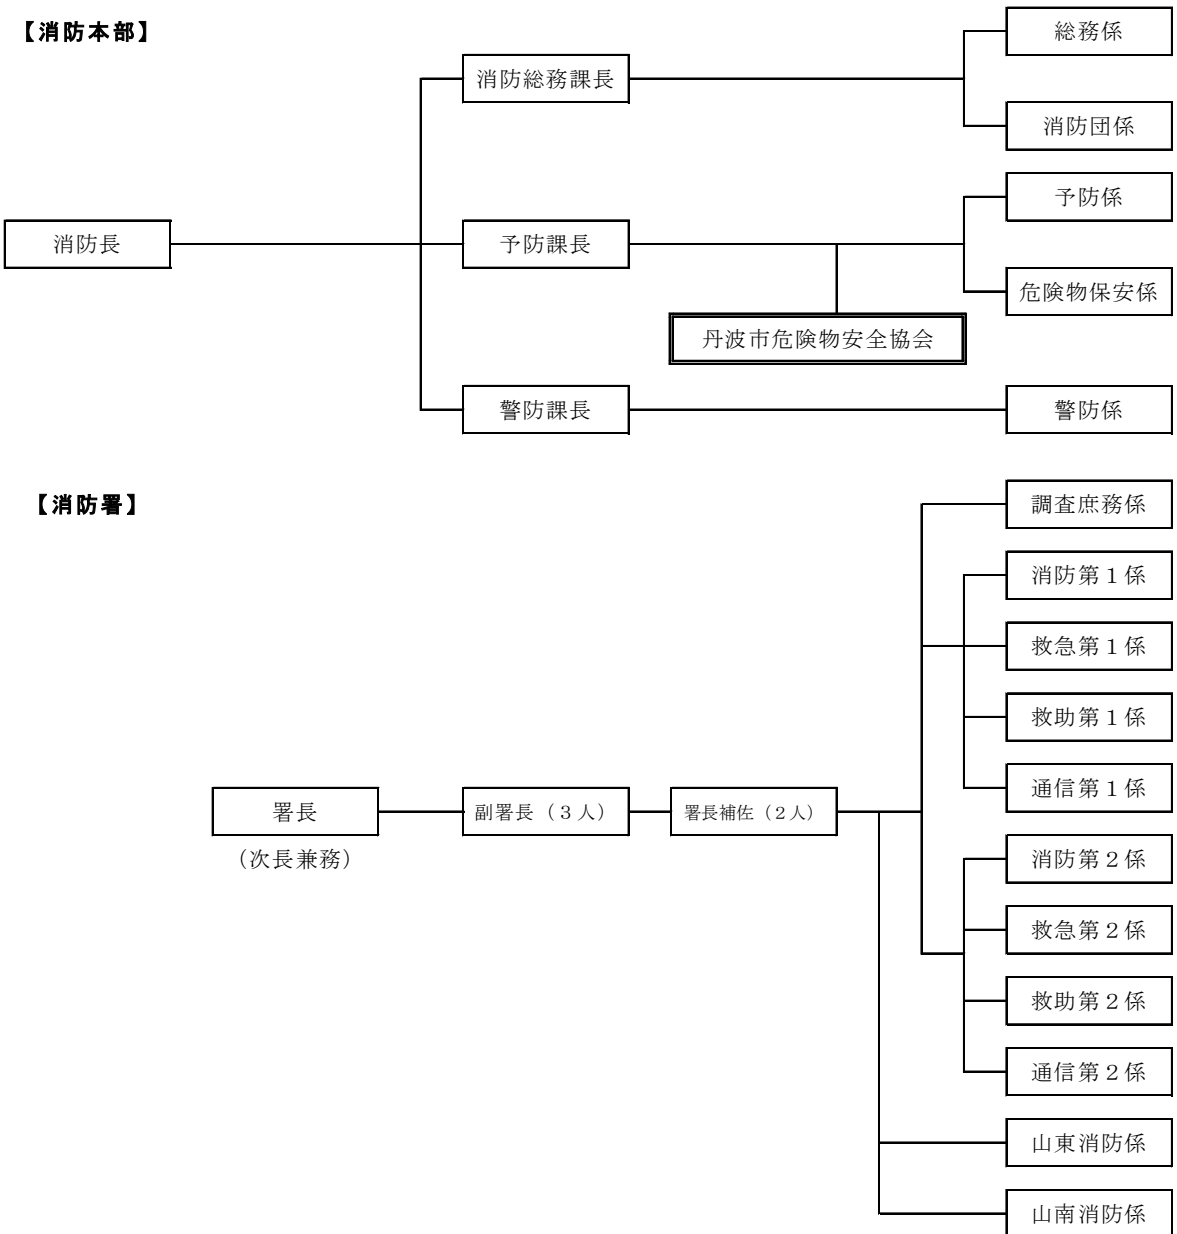 【消防本部】
総務係
消防総務課長
消防団係
予防係
消防長
予防課長
危険物保安係
丹波市危険物安全協会
警防課長
警防係
【消防署】
調査庶務係
消防第１係
救急第１係
救助第１係
通信第１係
署長
副署長（３人）
署長補佐（２人）
（次長兼務）
消防第２係
救急第２係
救助第２係
通信第２係
山東消防係
山南消防係